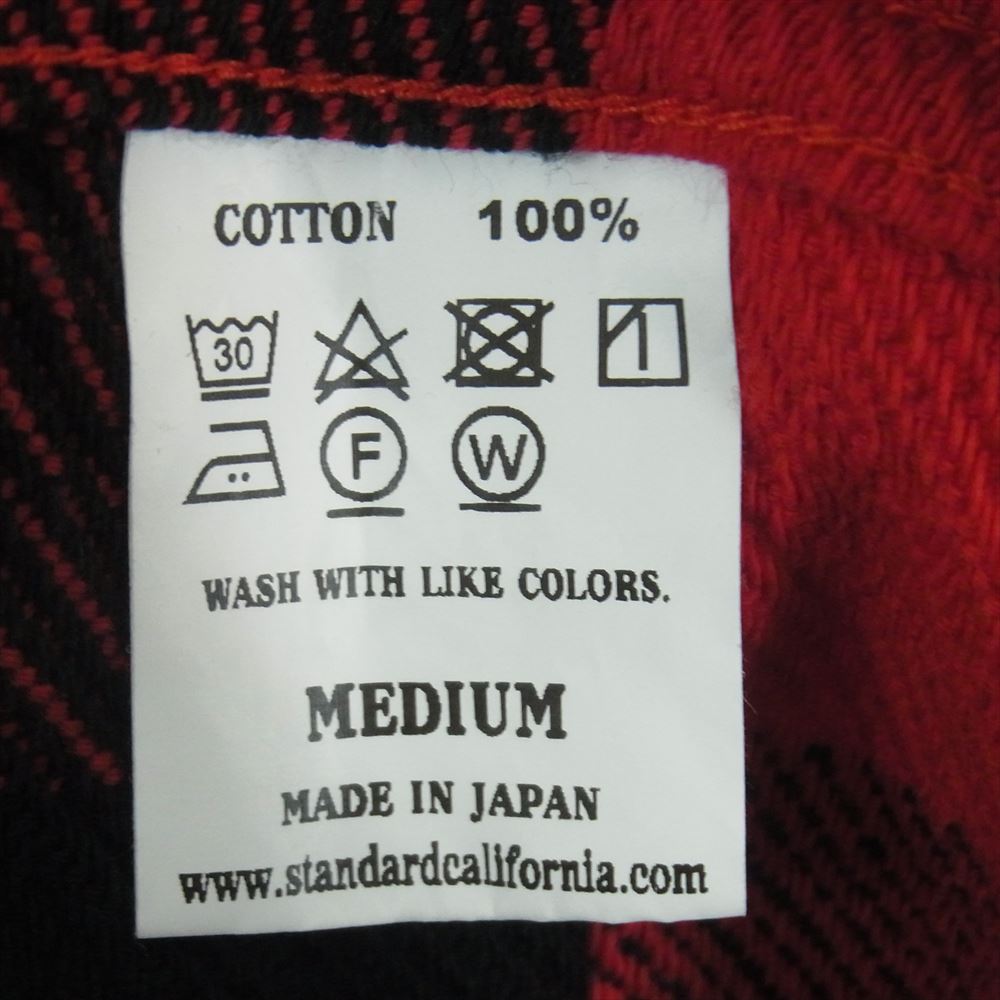 COTTON 100%
30
F W
WASH WITH LIKE COLORS.
MEDIUM
MADE IN JAPAN
www.standardcalifornia.com